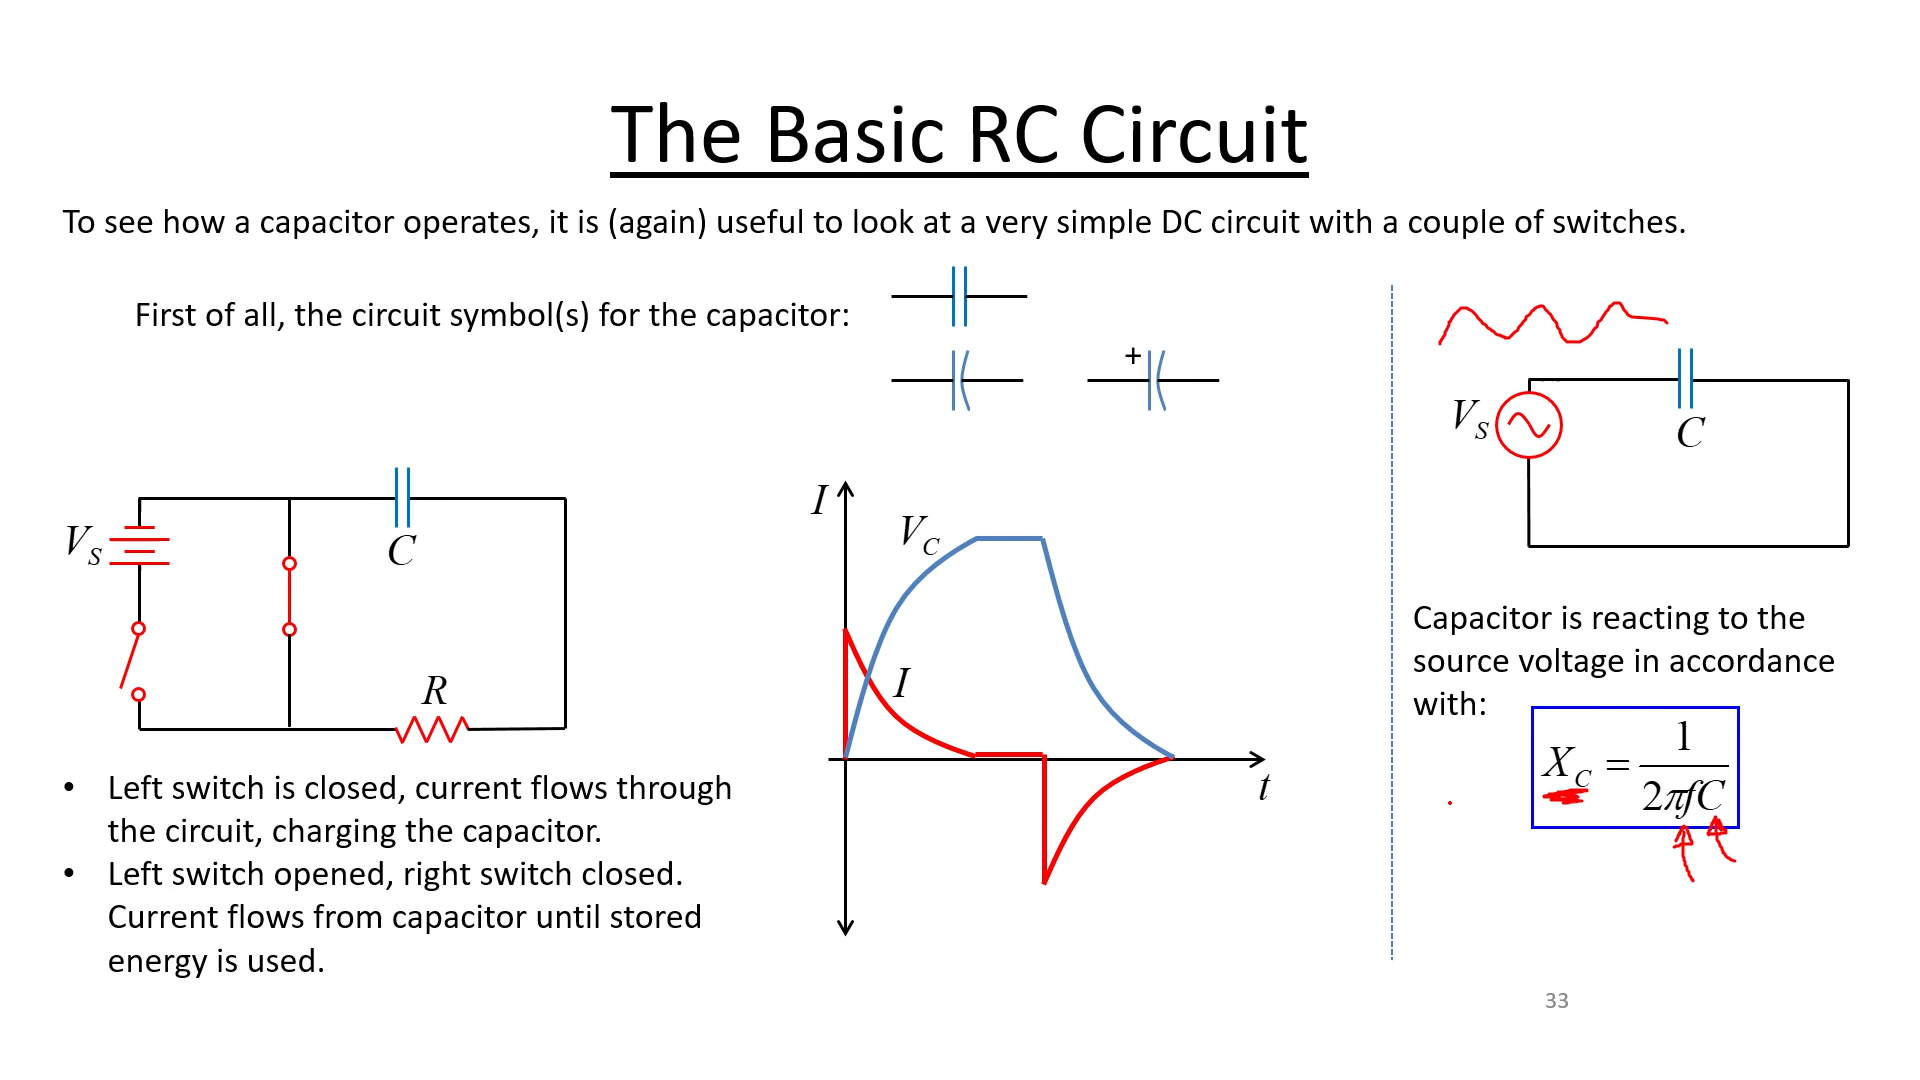 The Basic RC Circuit
To see how a capacitor operates, it is (again) useful to look at a very simple DC circuit with a couple of switches.
First of all, the circuit symbol(s) for the capacitor:
+
V_S
C
R
• Left switch is closed, current flows through
the circuit, charging the capacitor.
• Left switch opened, right switch closed.
Current flows from capacitor until stored
energy is used.
I
V_C
I
t
V_S
C
Capacitor is reacting to the
source voltage in accordance
with:
X_C = 1 / 2πfC
33